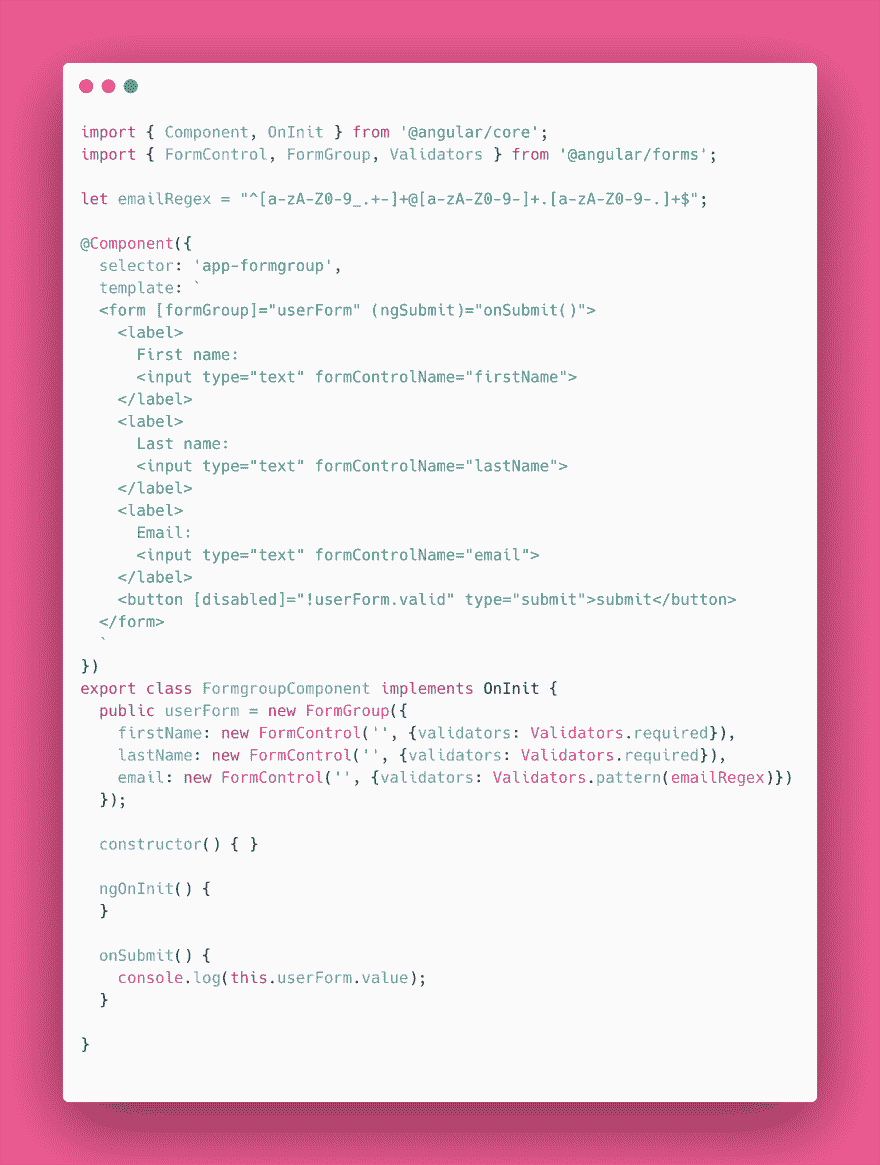 import { Component, OnInit } from '@angular/core';
import { FormControl, FormGroup, Validators } from '@angular/forms';

let emailRegex = "^[a-zA-Z0-9_.+-]+@[a-zA-Z0-9-]+.[a-zA-Z0-9-.]+$";

@Component({
  selector: 'app-formgroup',
  template: `
  <form [formGroup]="userForm" (ngSubmit)="onSubmit()">
    <label>
      First name:
      <input type="text" formControlName="firstName">
    </label>
    <label>
      Last name:
      <input type="text" formControlName="lastName">
    </label>
    <label>
      Email:
      <input type="text" formControlName="email">
    </label>
    <button [disabled]="!userForm.valid" type="submit">submit</button>
  </form>
  `
})
export class FormgroupComponent implements OnInit {
  public userForm = new FormGroup({
    firstName: new FormControl('', {validators: Validators.required}),
    lastName: new FormControl('', {validators: Validators.required}),
    email: new FormControl('', {validators: Validators.pattern(emailRegex)})
  });

  constructor() { }

  ngOnInit() {
  }

  onSubmit() {
    console.log(this.userForm.value);
  }

}